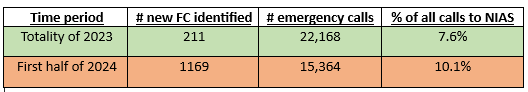 Time period # new FC identified # emergency calls % of all calls to NIAS
Totality of 2023 211 22,168 7.6%
First half of 2024 1169 15,364 10.1%